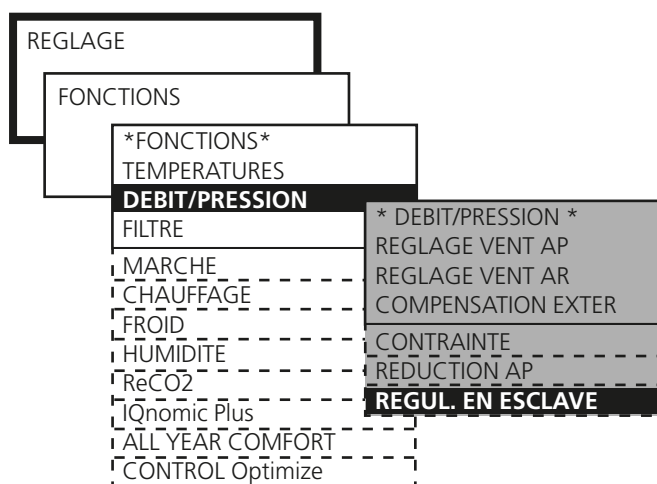 REGLAGE
FONCTIONS
*FONCTIONS*
TEMPERATURES
DEBIT/PRESSION
FILTRE
MARCHE
CHAUFFAGE
FROID
HUMIDITE
ReCO2
IQnomic Plus
ALL YEAR COMFORT
CONTROL Optimize
* DEBIT/PRESSION *
REGLAGE VENT AP
REGLAGE VENT AR
COMPENSATION EXTER
CONTRAINTE
REDUCTION AP
REGUL. EN ESCLAVE